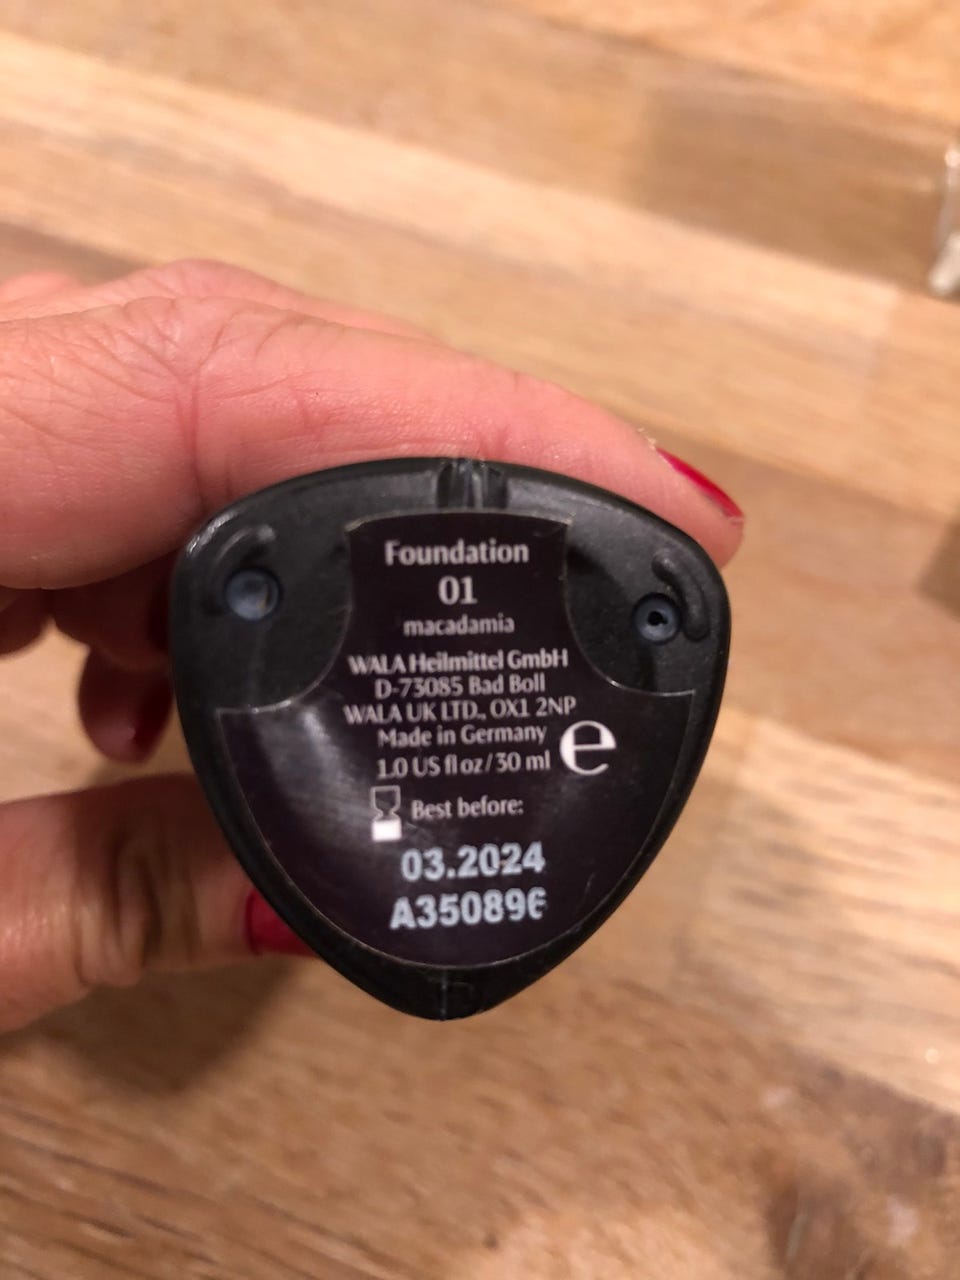 Foundation
01
macadamia
WALA Heilmittel GmbH
D-73085 Bad Boll
WALA UK LTD., OX1 2NP
Made in Germany
1.0 US fl oz / 30 ml e
Best before:
03.2024
A350896